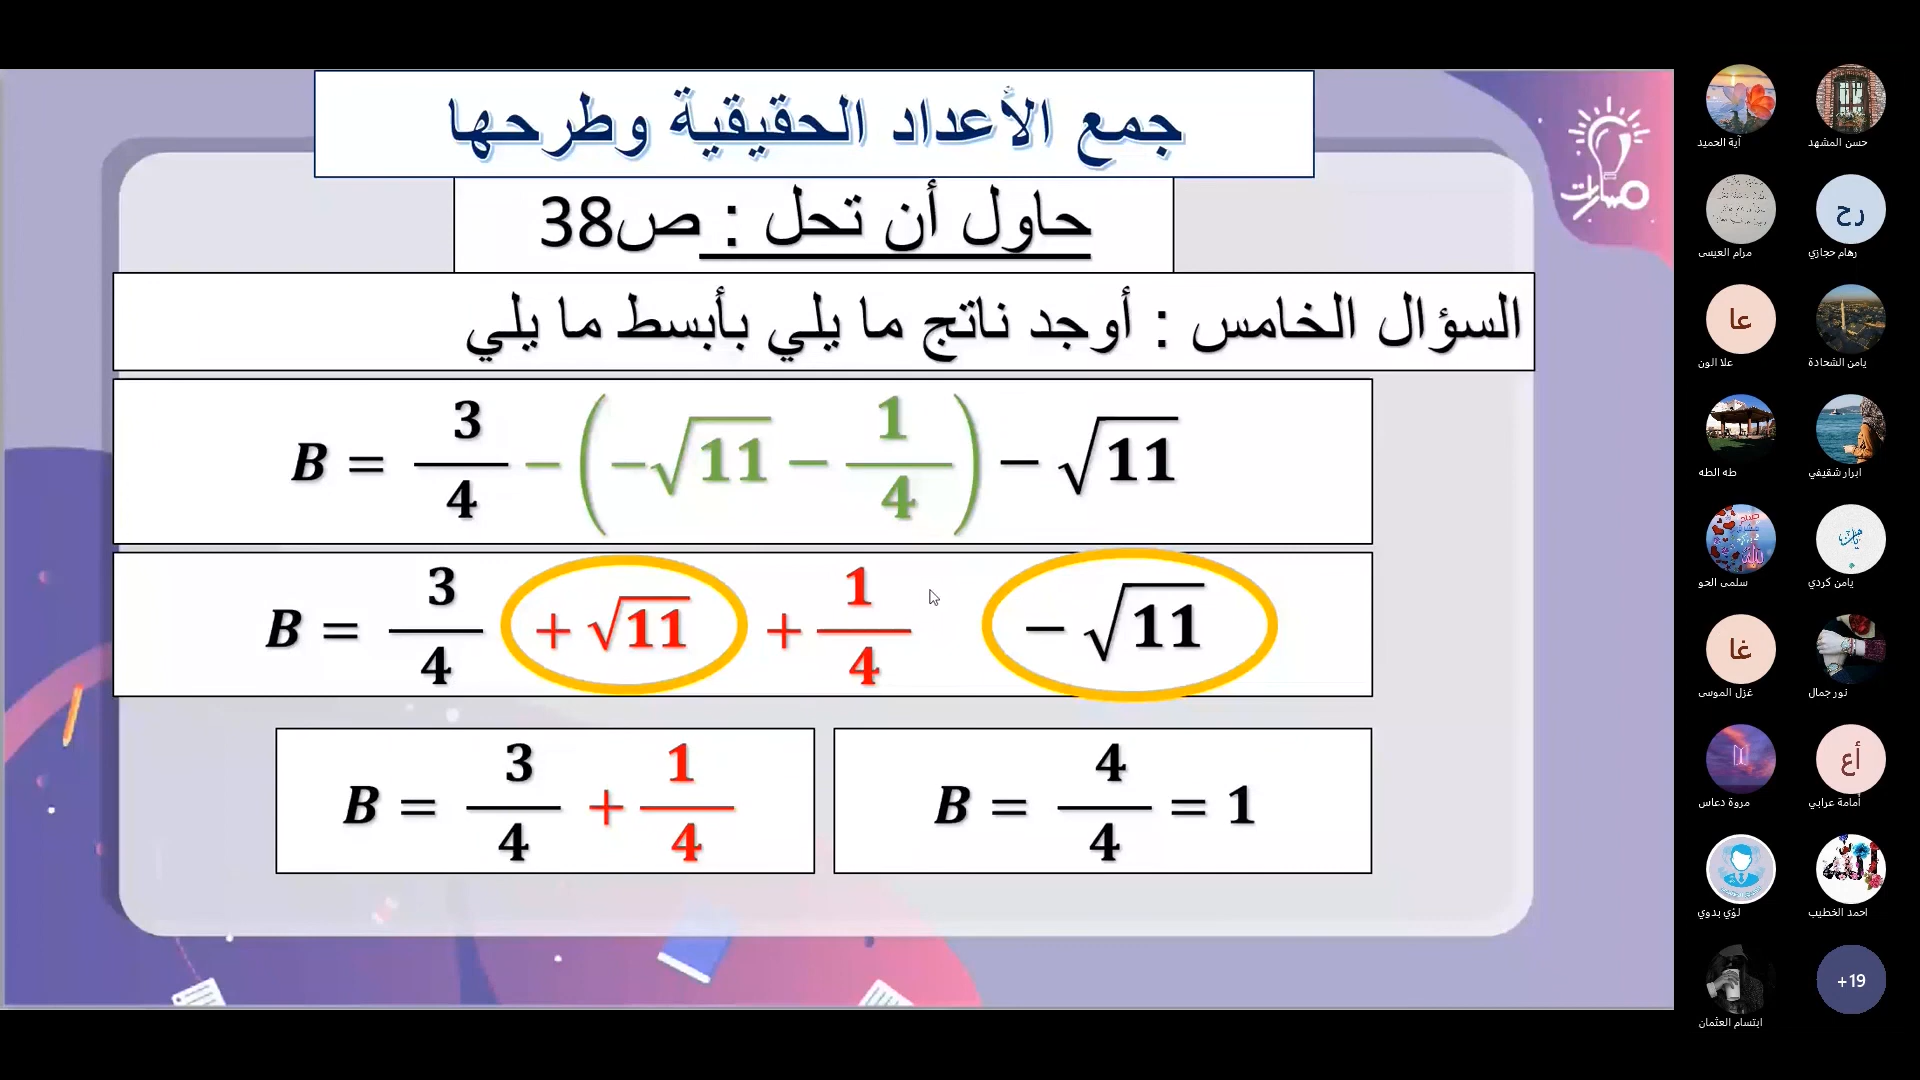 جمع الأعداد الحقيقية وطرحها
حاول أن تحل : ص38
السؤال الخامس : أوجد ناتج ما يلي بأبسط ما يلي
B = 3/4 − (−√11 − 1/4) − √11
B = 3/4 + √11 + 1/4 − √11
B = 3/4 + 1/4
B = 4/4 = 1
مسارات
حسن المشهد
آية الحميد
رح
رهام حجازي
مرام العيسى
يامن الشحادة
عا
علا الون
ابرار شقيفي
طه الطه
يامن كردي
سلمى الحو
نور جمال
غا
غزل الموسى
أع
أمامة عرابي
مروة دعاس
احمد الخطيب
لؤي بدوي
+19
ابتسام العثمان